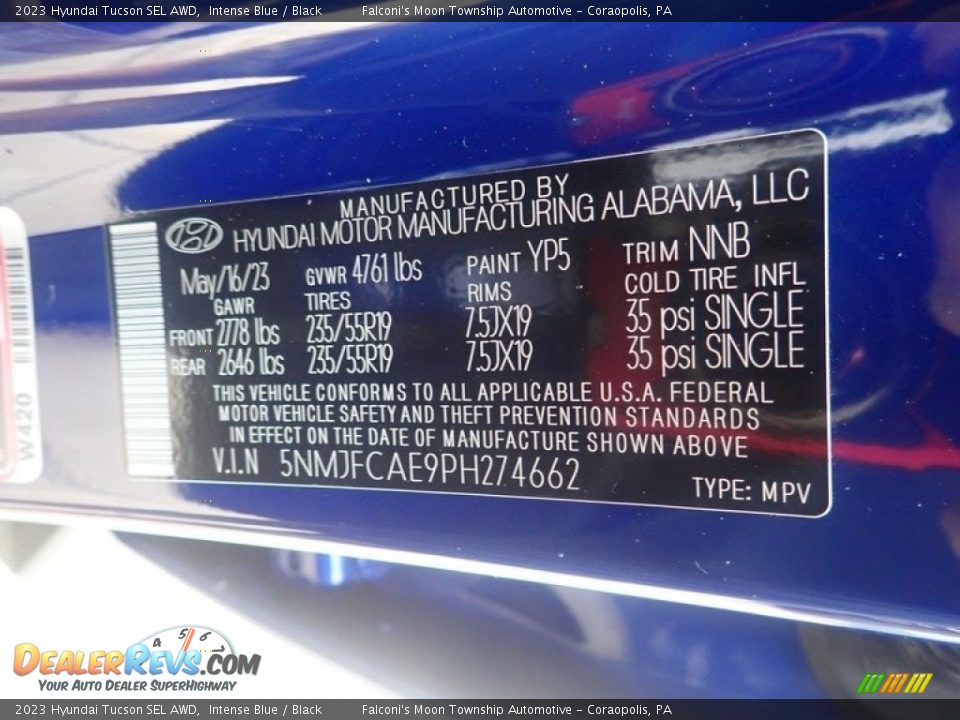 2023 Hyundai Tucson SEL AWD, Intense Blue / Black Falconi's Moon Township Automotive – Coraopolis, PA
MANUFACTURED BY
HYUNDAI MOTOR MANUFACTURING ALABAMA, LLC
May/16/23 GVWR 4761 lbs PAINT YP5 TRIM NNB
GAWR TIRES RIMS COLD TIRE INFL
FRONT 2778 lbs 235/55R19 7.5JX19 35 psi SINGLE
REAR 2646 lbs 235/55R19 7.5JX19 35 psi SINGLE
THIS VEHICLE CONFORMS TO ALL APPLICABLE U.S.A. FEDERAL
MOTOR VEHICLE SAFETY AND THEFT PREVENTION STANDARDS
IN EFFECT ON THE DATE OF MANUFACTURE SHOWN ABOVE
V.I.N 5NMJFCAE9PH274662
TYPE: MPV
W420
4 5 6
DEALERREVS.COM
YOUR AUTO DEALER SUPERHIGHWAY
2023 Hyundai Tucson SEL AWD, Intense Blue / Black Falconi's Moon Township Automotive – Coraopolis, PA